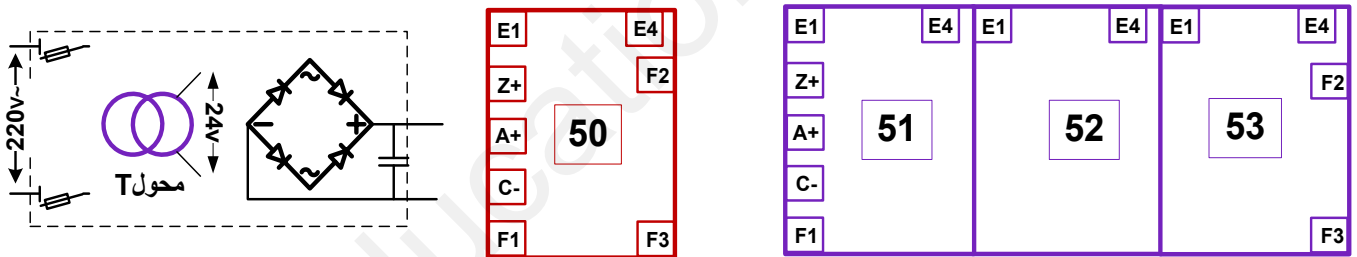 220v~
محولT
24v
~
−
+
~
E1
E4
Z+
F2
A+
50
C-
F1
F3
E1
E4
E1
E4
E1
E4
Z+
F2
A+
51
52
53
C-
F1
F3
ducation